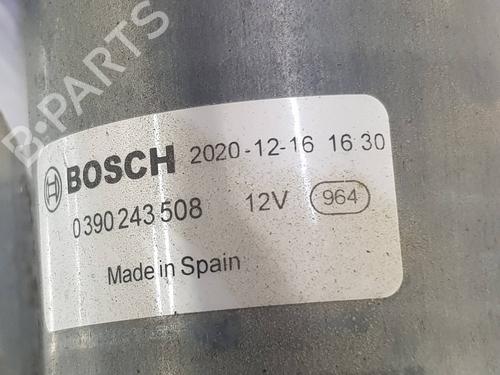 B-PARTS
BOSCH 2020-12-16 16:30
0 390 243 508 12V 964
Made in Spain